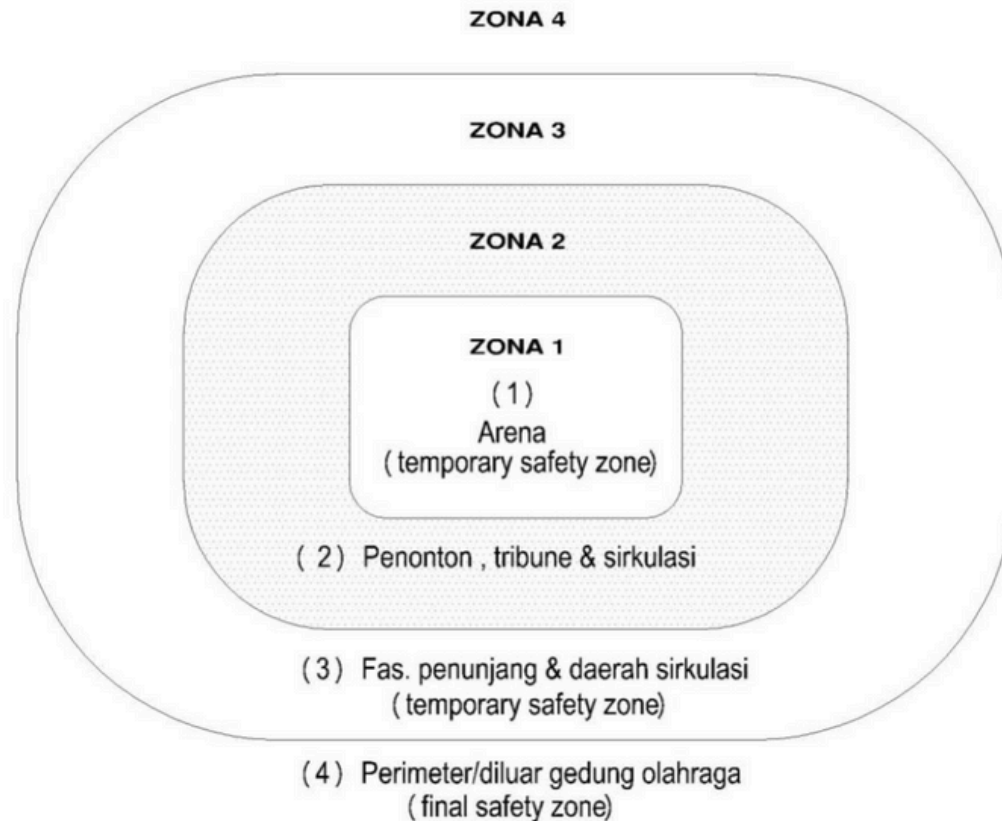 ZONA 4
ZONA 3
ZONA 2
ZONA 1
(1)
Arena
(temporary safety zone)
(2) Penonton , tribune & sirkulasi
(3) Fas. penunjang & daerah sirkulasi
(temporary safety zone)
(4) Perimeter/diluar gedung olahraga
(final safety zone)